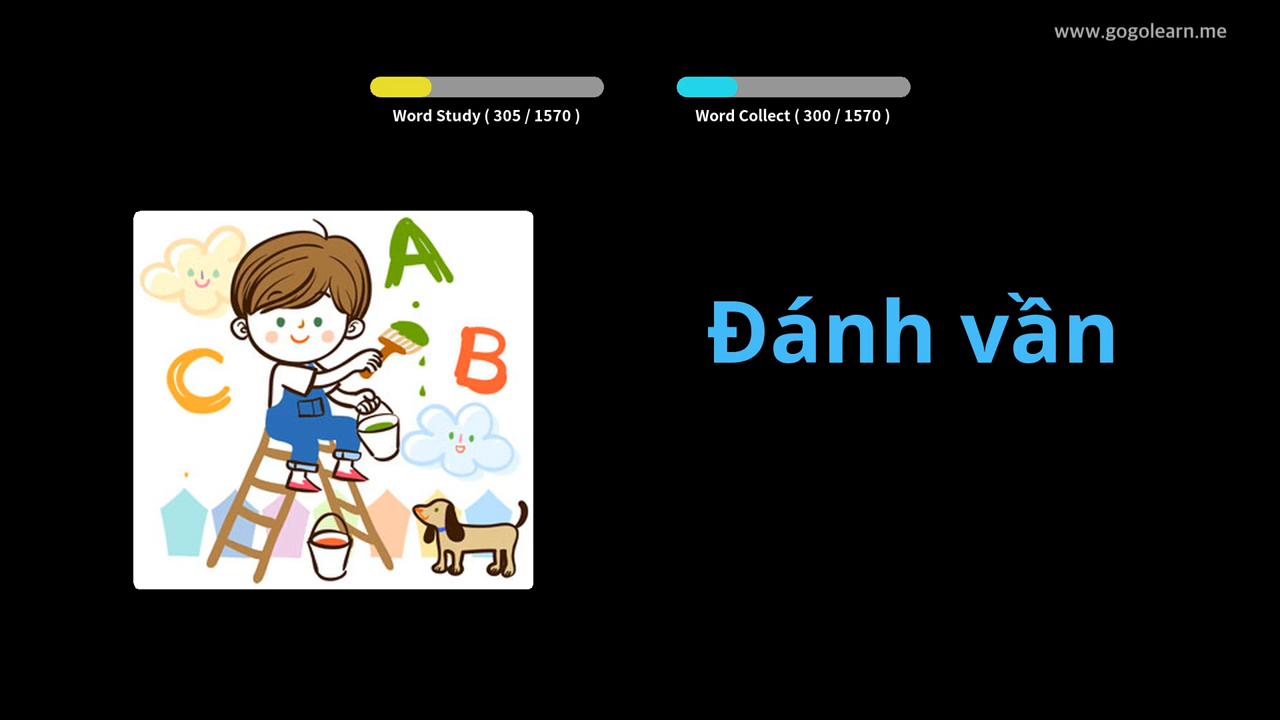 www.gogolearn.me
Word Study ( 305 / 1570 )
Word Collect ( 300 / 1570 )
A
B
C
Đánh vần